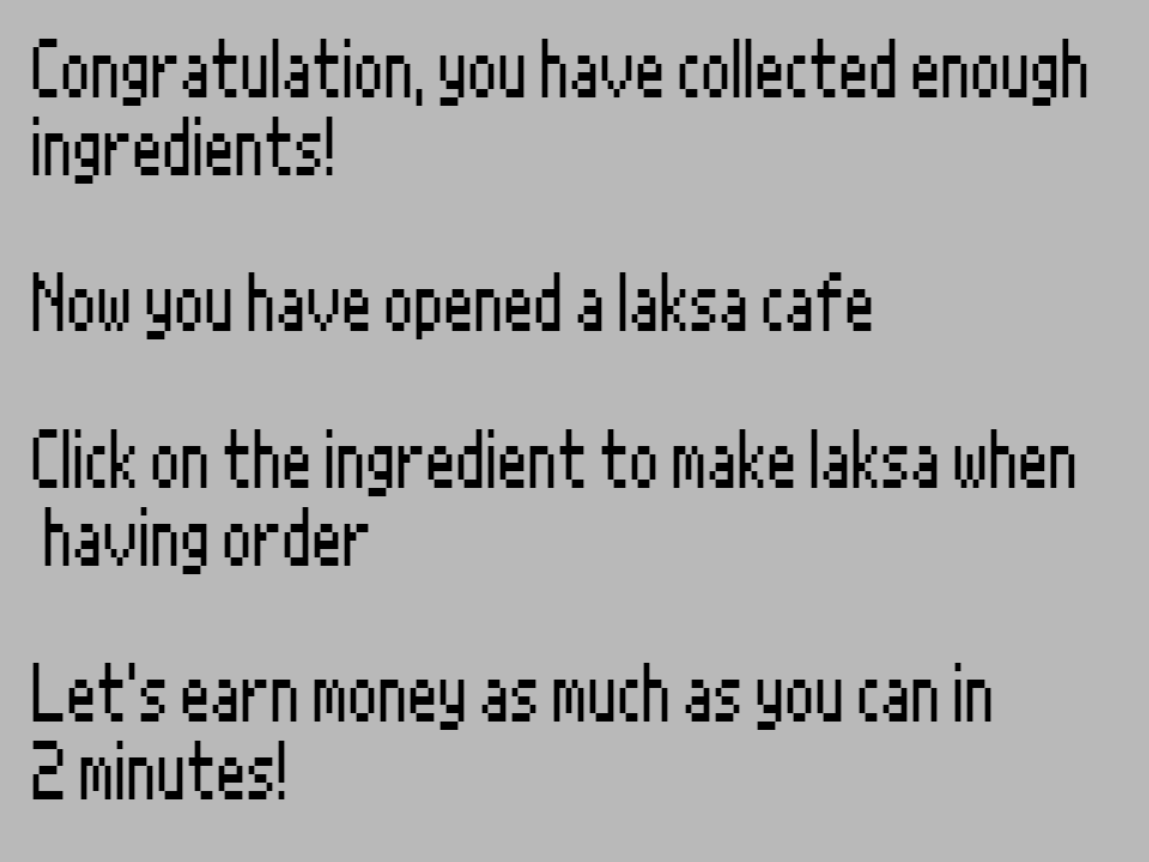 Congratulation, you have collected enough
ingredients!
Now you have opened a laksa cafe
Click on the ingredient to make laksa when
having order
Let's earn money as much as you can in
2 minutes!